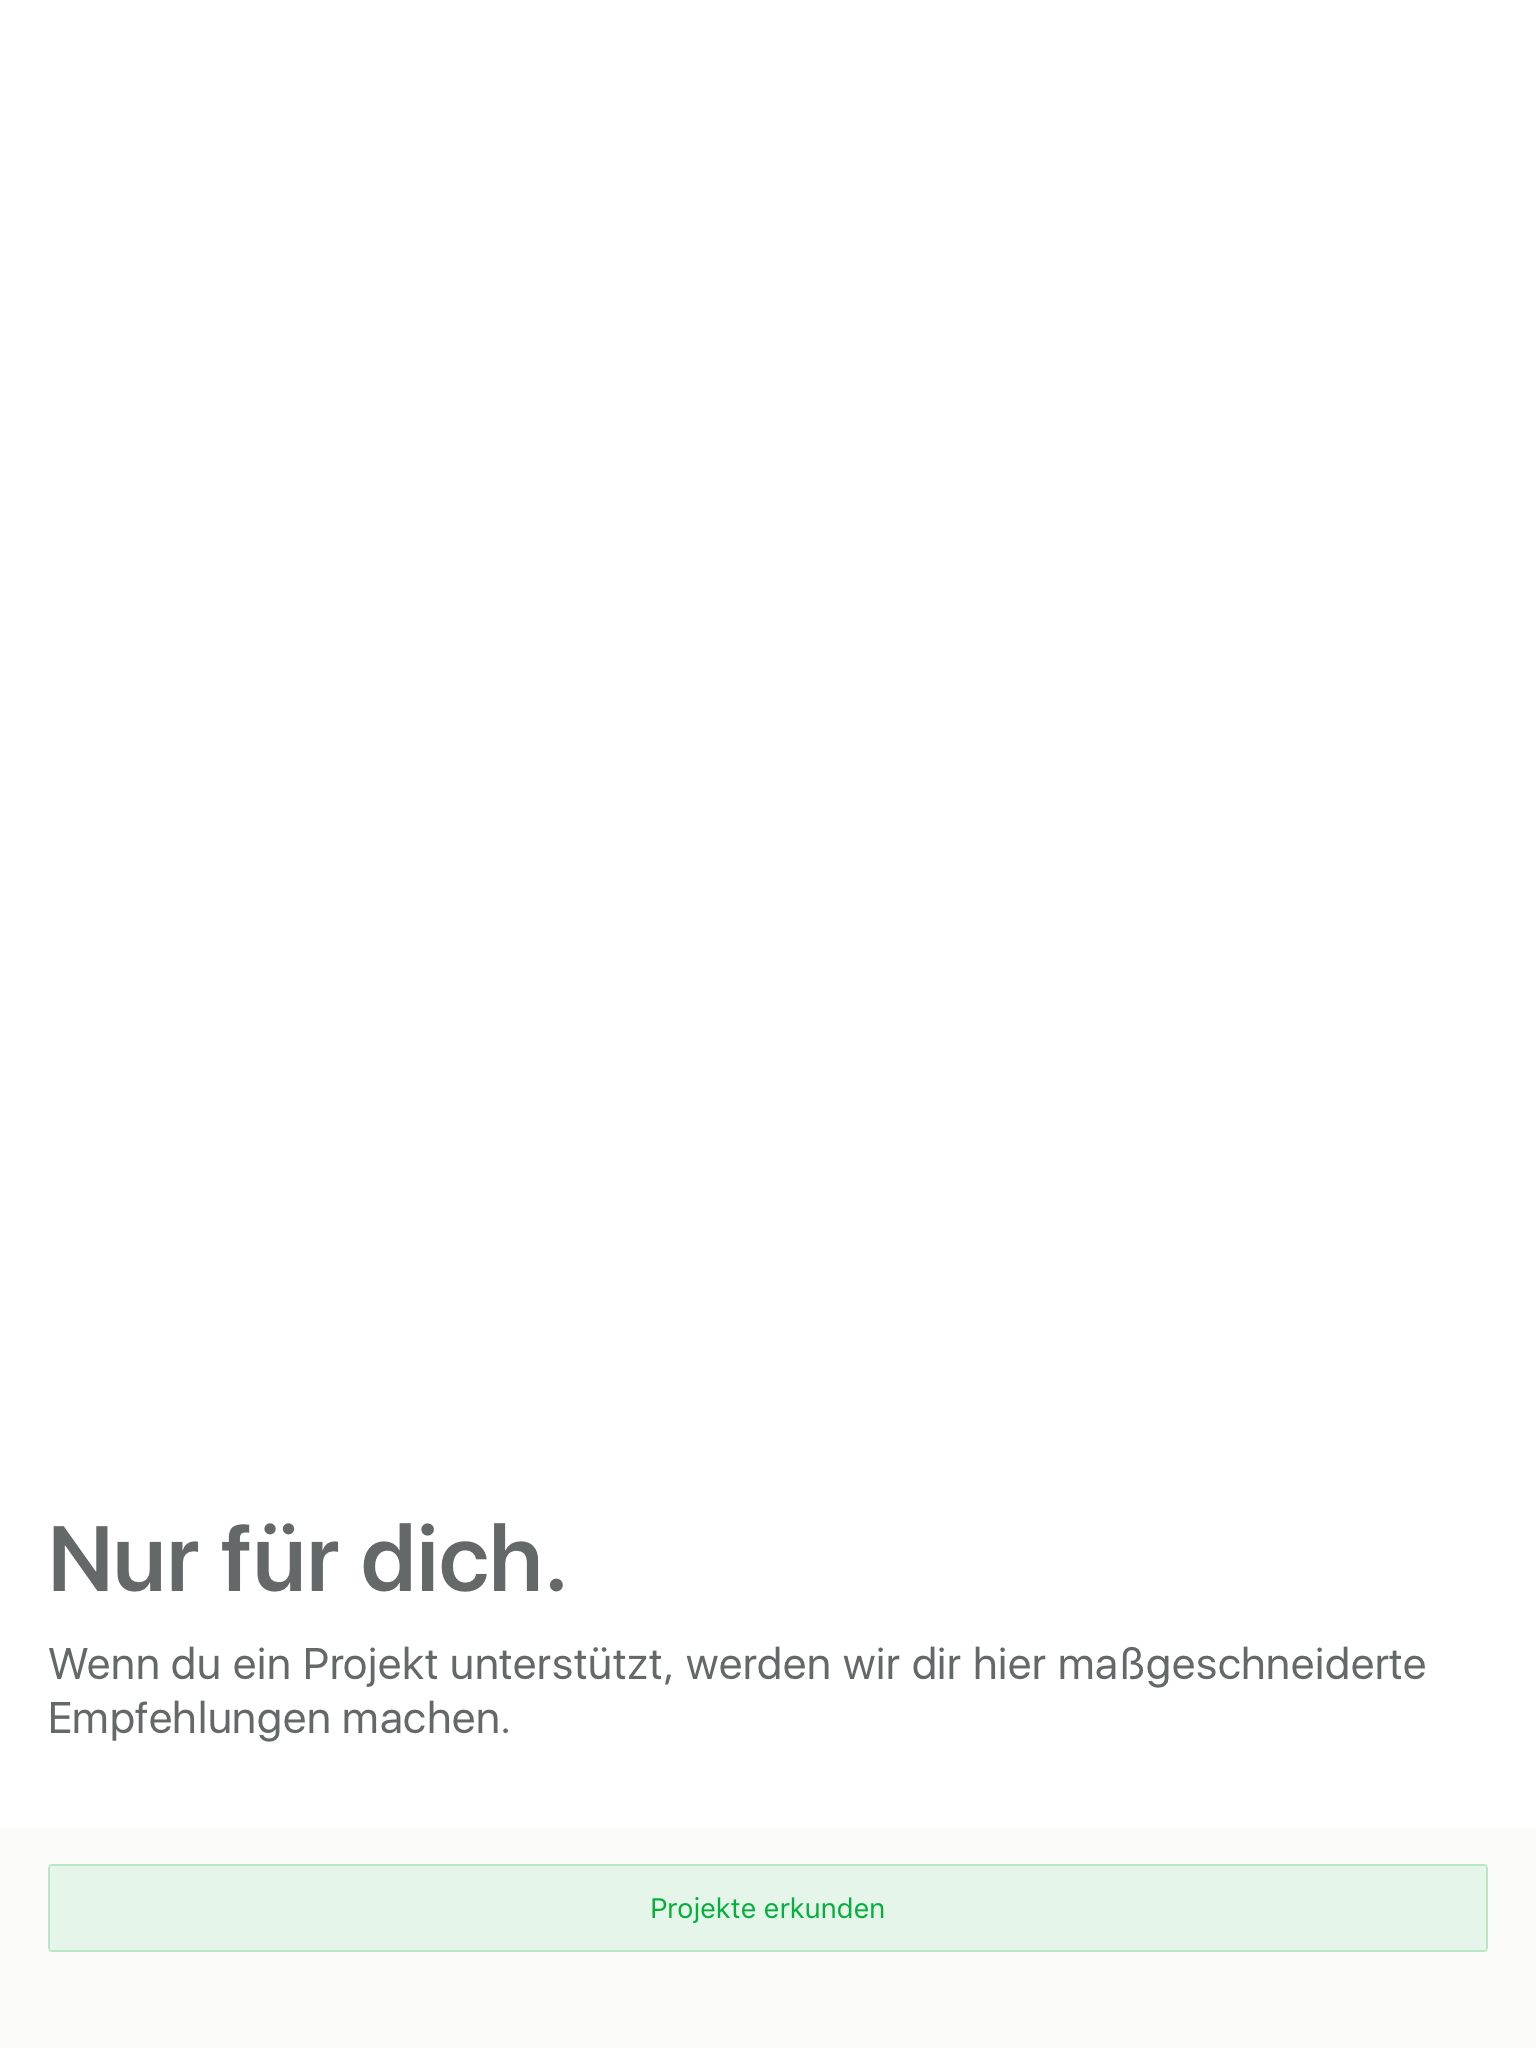 Nur für dich.
Wenn du ein Projekt unterstützt, werden wir dir hier maßgeschneiderte
Empfehlungen machen.
Projekte erkunden